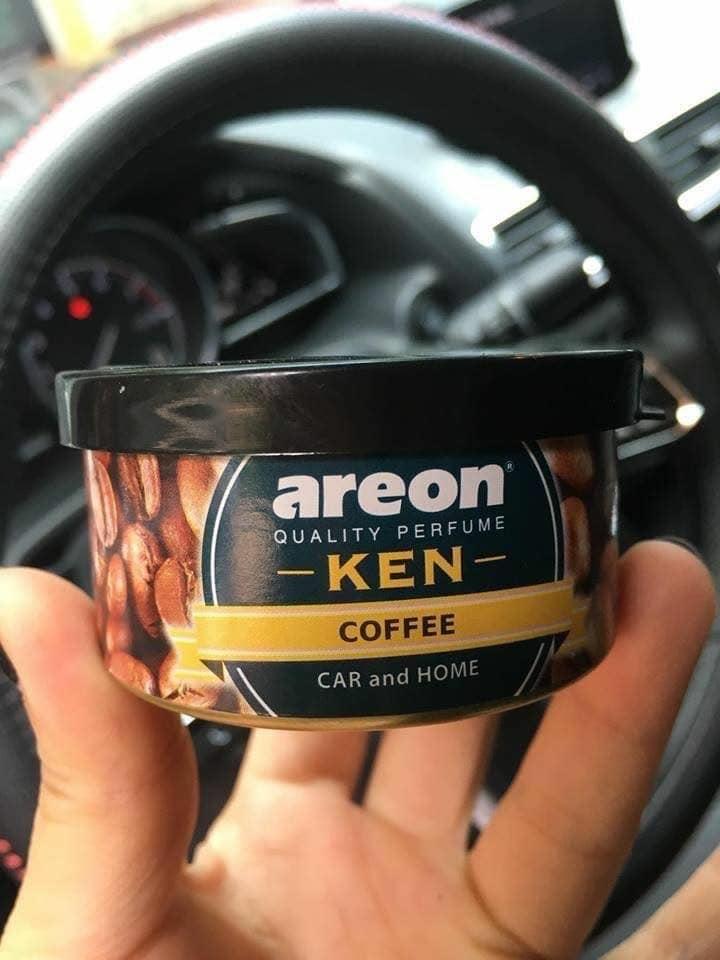 areon®
QUALITY PERFUME
KEN
COFFEE
CAR and HOME